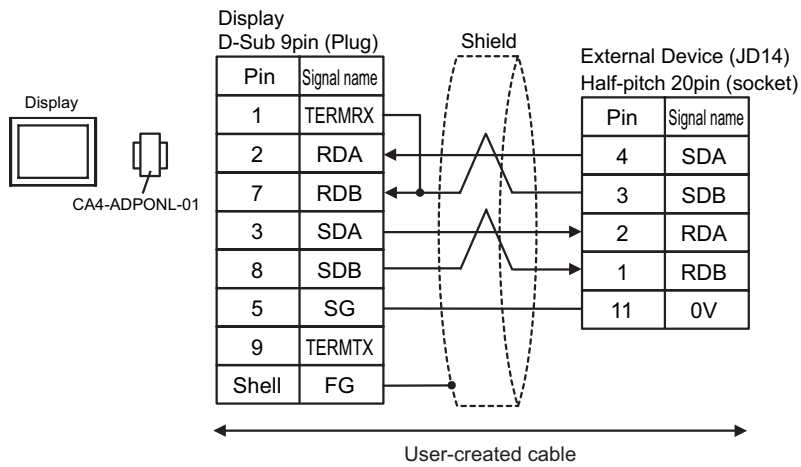 Display
D-Sub 9pin (Plug)
Shield
External Device (JD14)
Half-pitch 20pin (socket)
Display
CA4-ADPONL-01
Pin Signal name
1 TERMRX
2 RDA
7 RDB
3 SDA
8 SDB
5 SG
9 TERMTX
Shell FG
Pin Signal name
4 SDA
3 SDB
2 RDA
1 RDB
11 0V
User-created cable